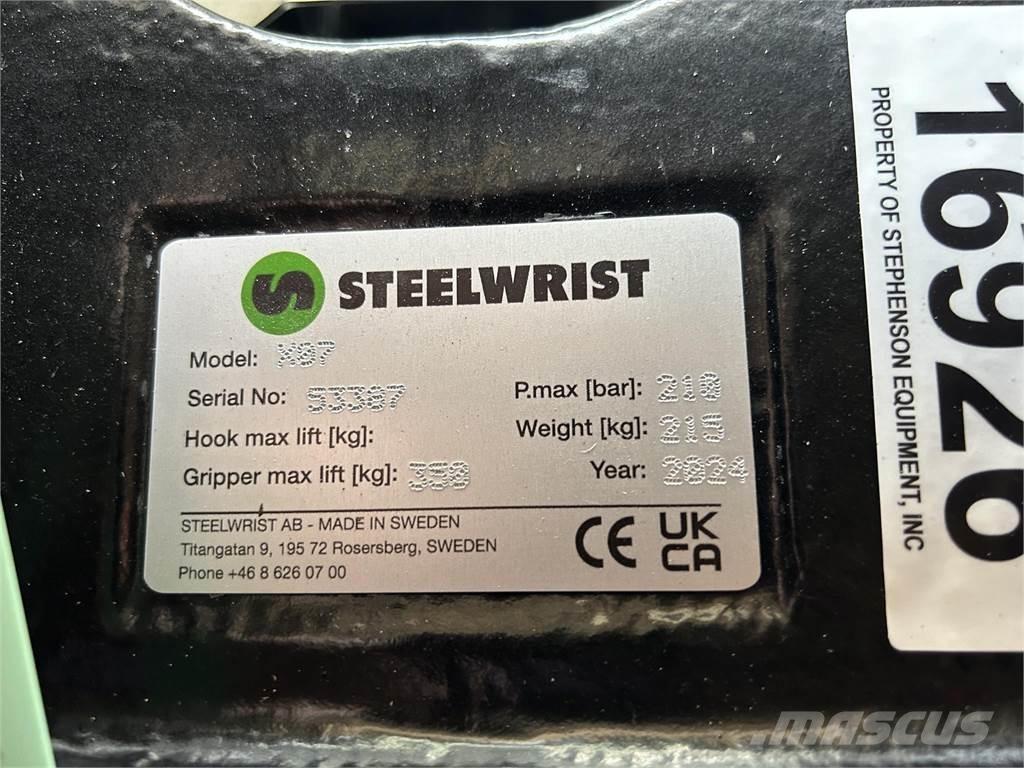 STEELWRIST
Model: X07
Serial No: 53387
P.max [bar]: 210
Hook max lift [kg]:
Weight [kg]: 215
Gripper max lift [kg]: 350
Year: 2024
STEELWRIST AB - MADE IN SWEDEN
Titangatan 9, 195 72 Rosersberg, SWEDEN
Phone +46 8 626 07 00
CE
UK
CA
16926
PROPERTY OF STEPHENSON EQUIPMENT, INC
MASCUS